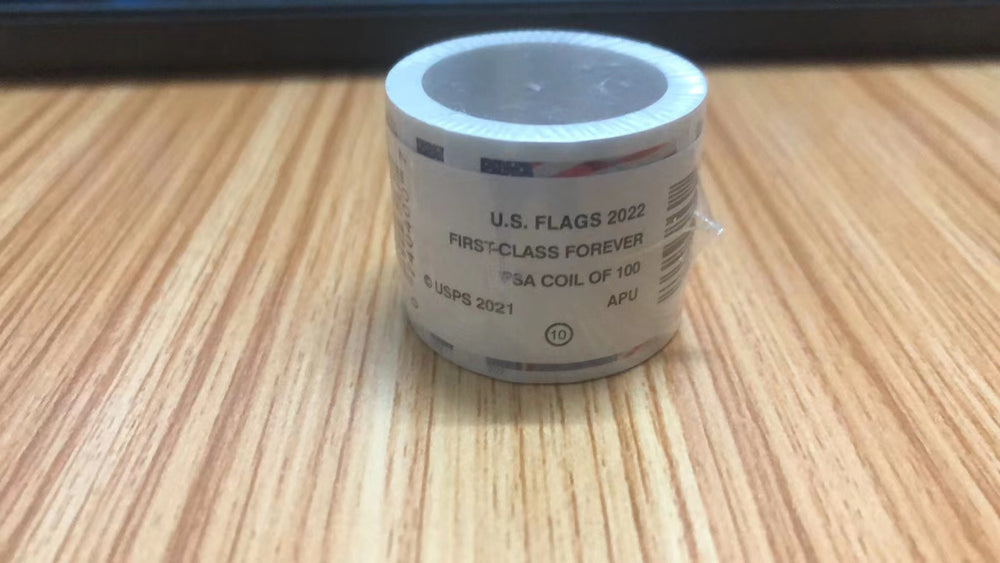 U.S. FLAGS 2022
FIRST-CLASS FOREVER
PSA COIL OF 100
© USPS 2021
APU
10